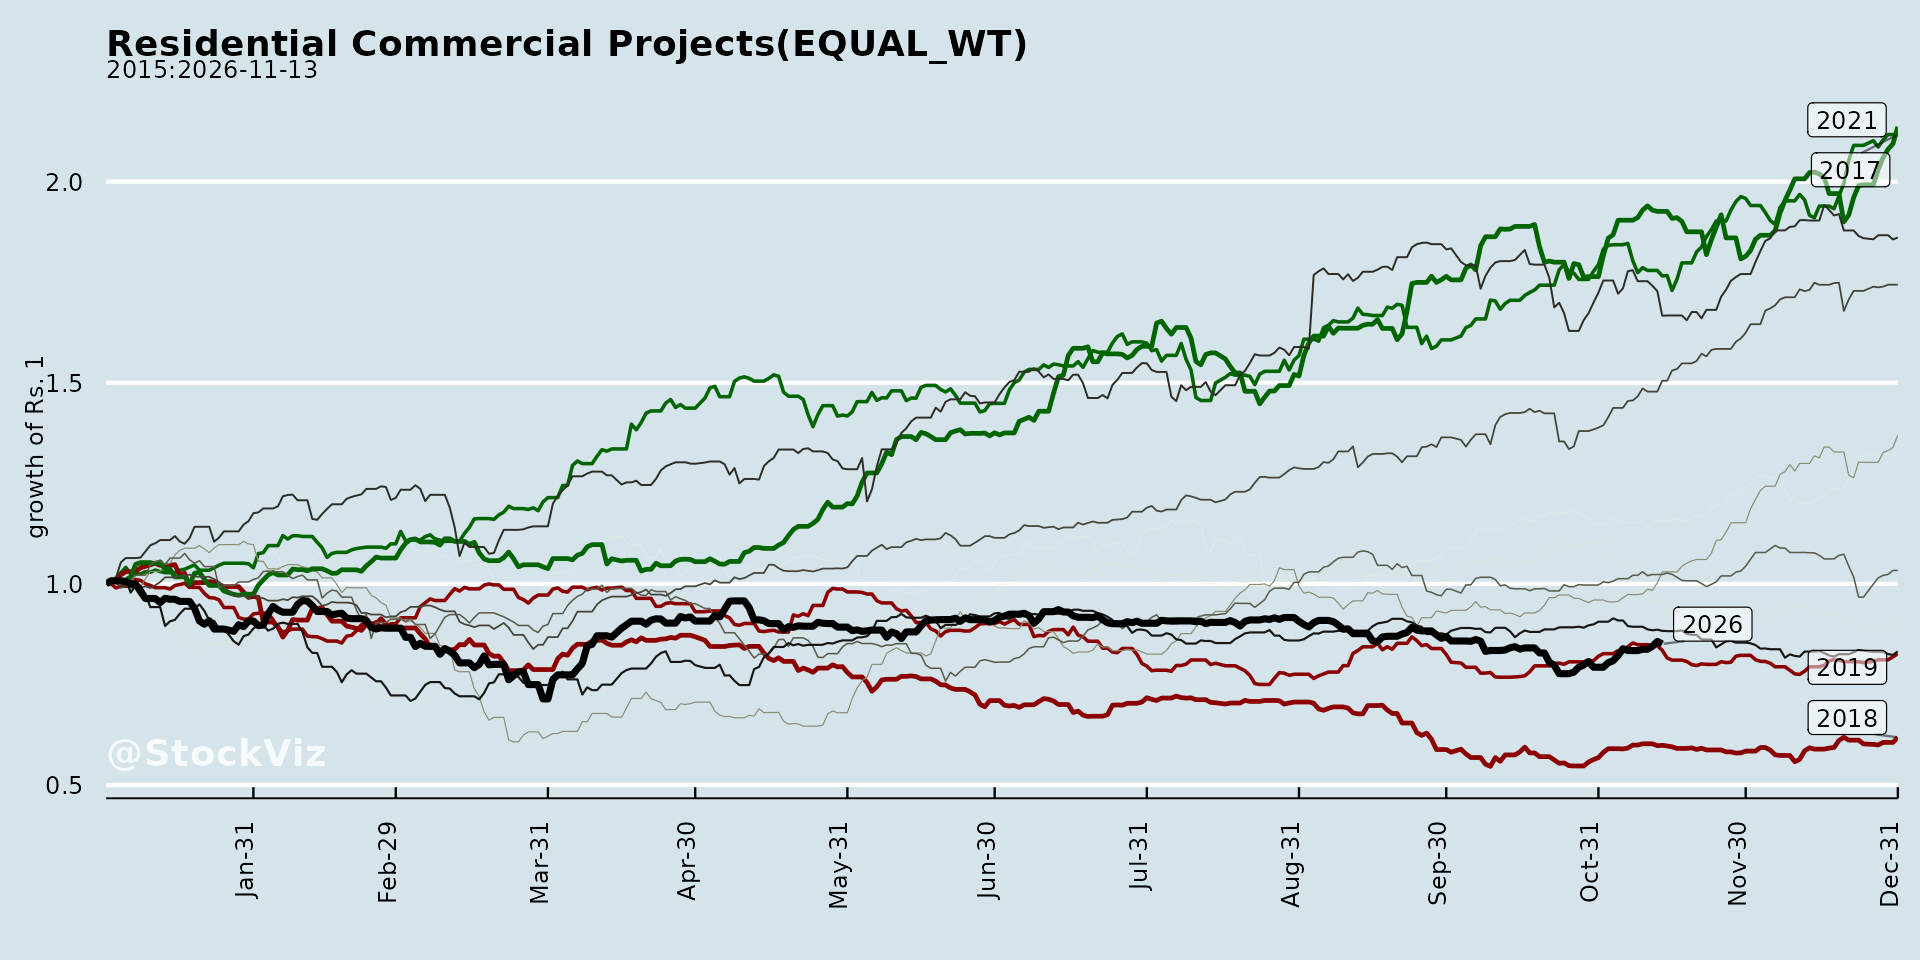 Residential Commercial Projects(EQUAL_WT)
2015:2026-11-13
growth of Rs. 1
2.0
1.5
1.0
0.5
2021
2017
2026
2019
2018
@StockViz
Jan-31
Feb-29
Mar-31
Apr-30
May-31
Jun-30
Jul-31
Aug-31
Sep-30
Oct-31
Nov-30
Dec-31